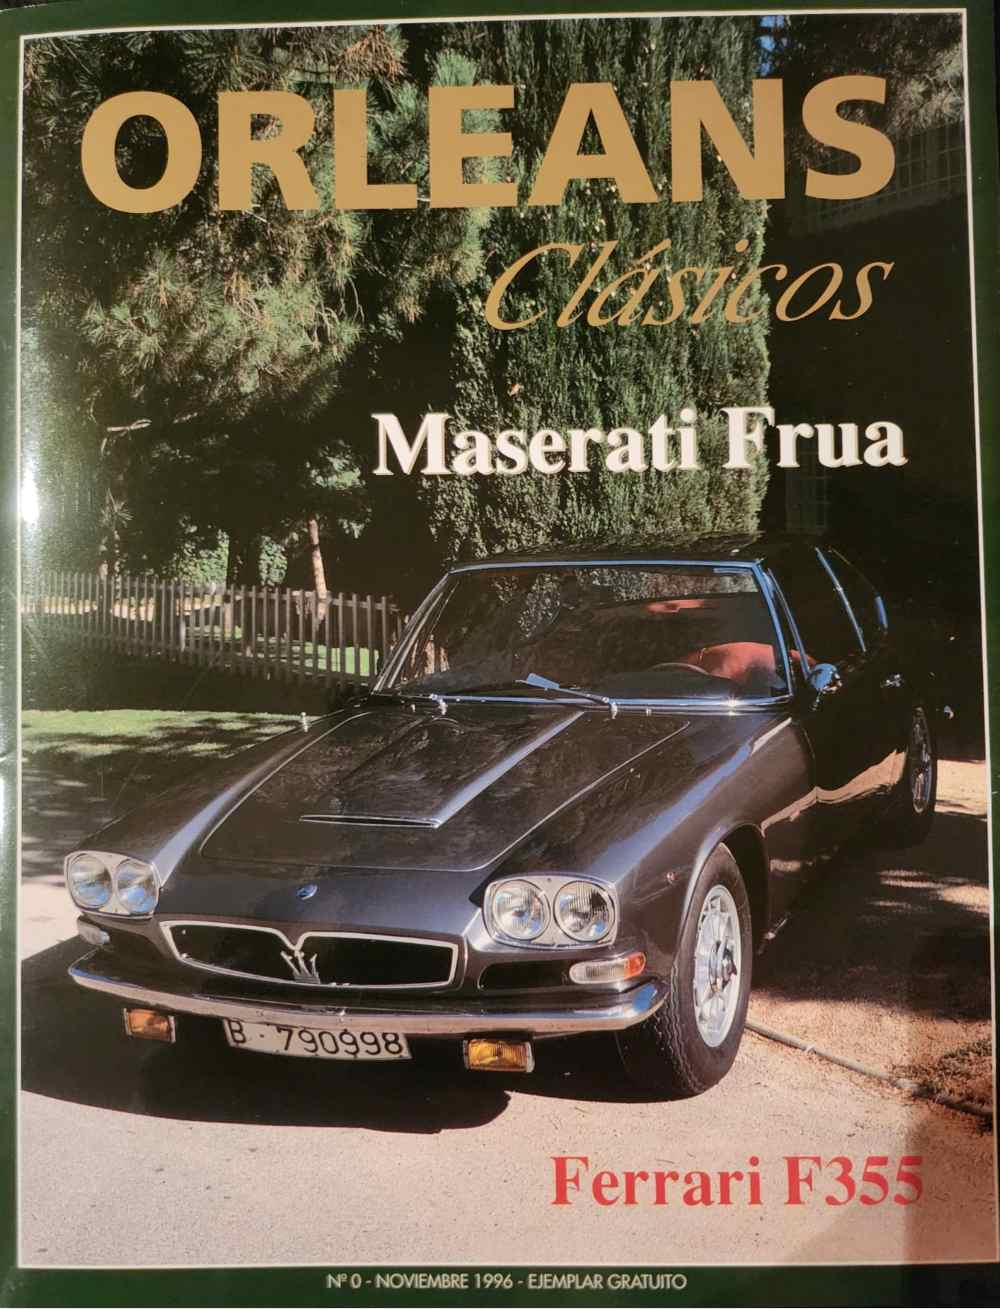 ORLEANS
Clásicos
Maserati Frua
B·790998
Ferrari F355
Nº 0 - NOVIEMBRE 1996 - EJEMPLAR GRATUITO